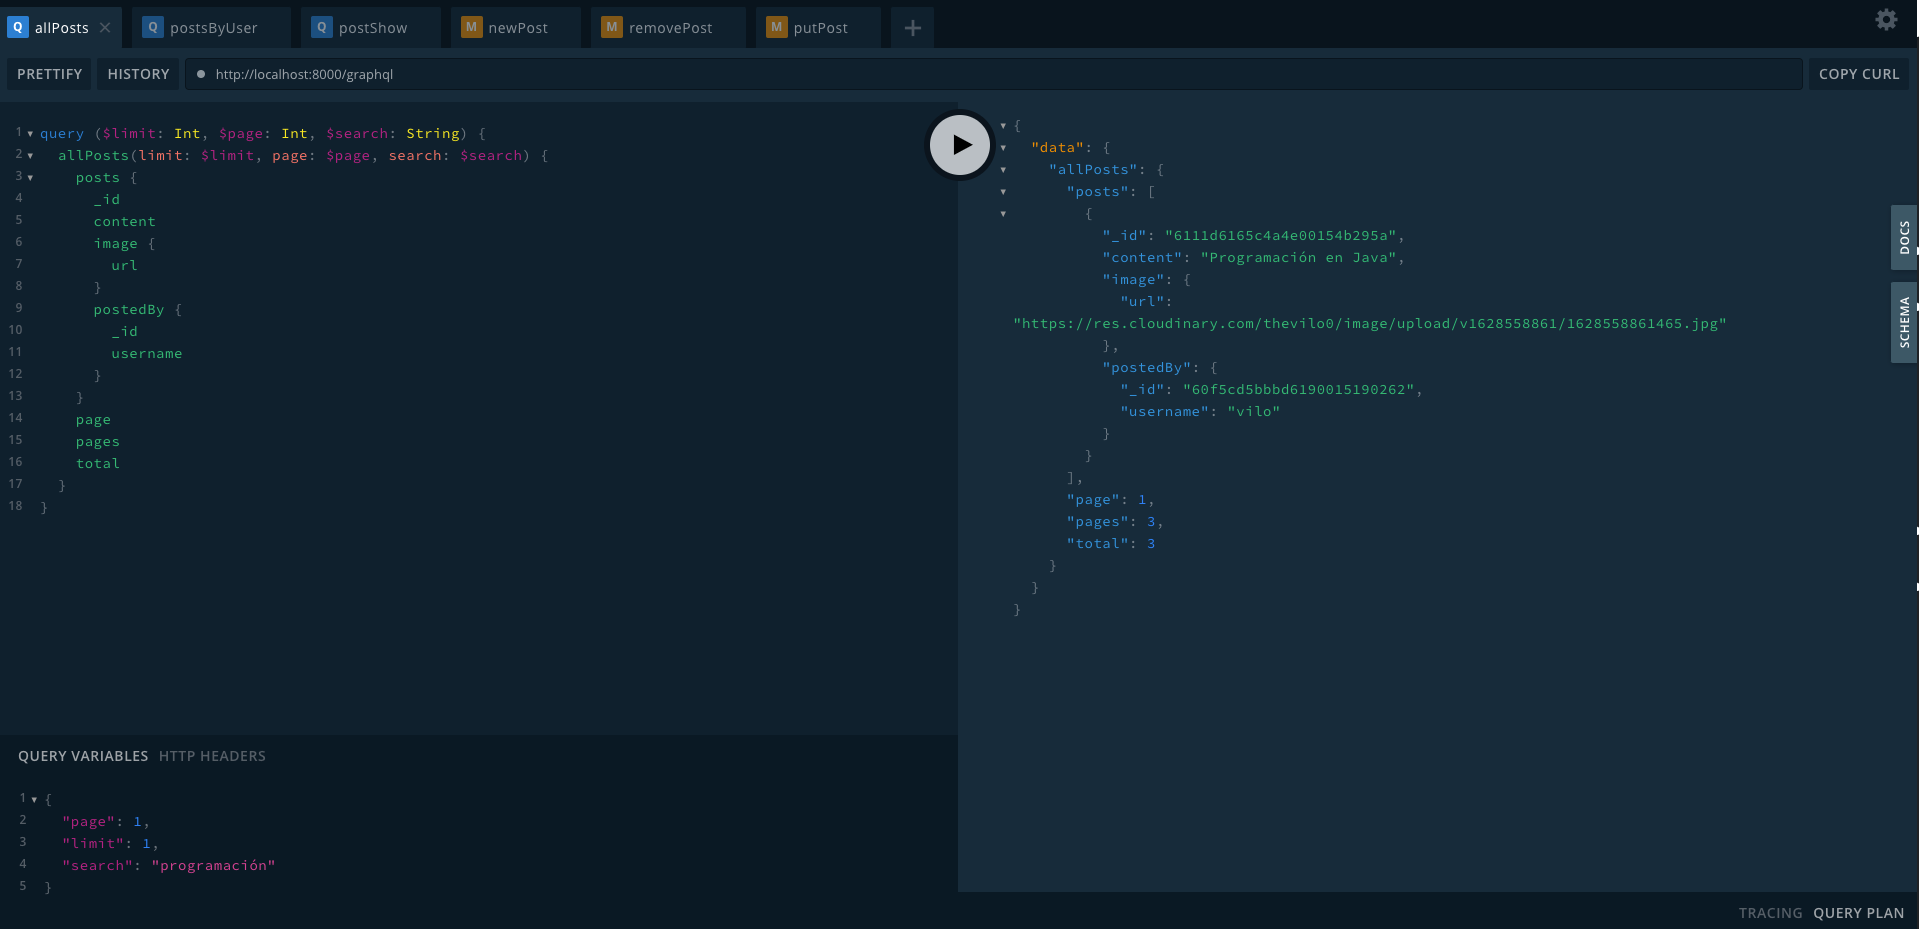 Q allPosts
Q postsByUser
Q postShow
M newPost
M removePost
M putPost
PRETTIFY
HISTORY
http://localhost:8000/graphql
COPY CURL
1 query ($limit: Int, $page: Int, $search: String) {
2 allPosts(limit: $limit, page: $page, search: $search) {
3 posts {
4 _id
5 content
6 image {
7 url
8 }
9 postedBy {
10 _id
11 username
12 }
13 }
14 page
15 pages
16 total
17 }
18 }
QUERY VARIABLES
HTTP HEADERS
1 {
2 "page": 1,
3 "limit": 1,
4 "search": "programación"
5 }
{
"data": {
"allPosts": {
"posts": [
{
"_id": "6111d6165c4a4e00154b295a",
"content": "Programación en Java",
"image": {
"url":
"https://res.cloudinary.com/thevilo0/image/upload/v1628558861/1628558861465.jpg"
},
"postedBy": {
"_id": "60f5cd5bbbd6190015190262",
"username": "vilo"
}
}
],
"page": 1,
"pages": 3,
"total": 3
}
}
}
DOCS
SCHEMA
TRACING
QUERY PLAN